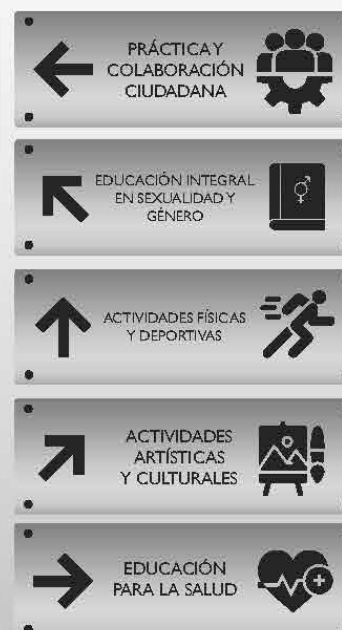 PRÁCTICA Y
COLABORACIÓN
CIUDADANA
EDUCACIÓN INTEGRAL
EN SEXUALIDAD Y
GÉNERO
ACTIVIDADES FÍSICAS
Y DEPORTIVAS
ACTIVIDADES
ARTÍSTICAS
Y CULTURALES
EDUCACIÓN
PARA LA SALUD